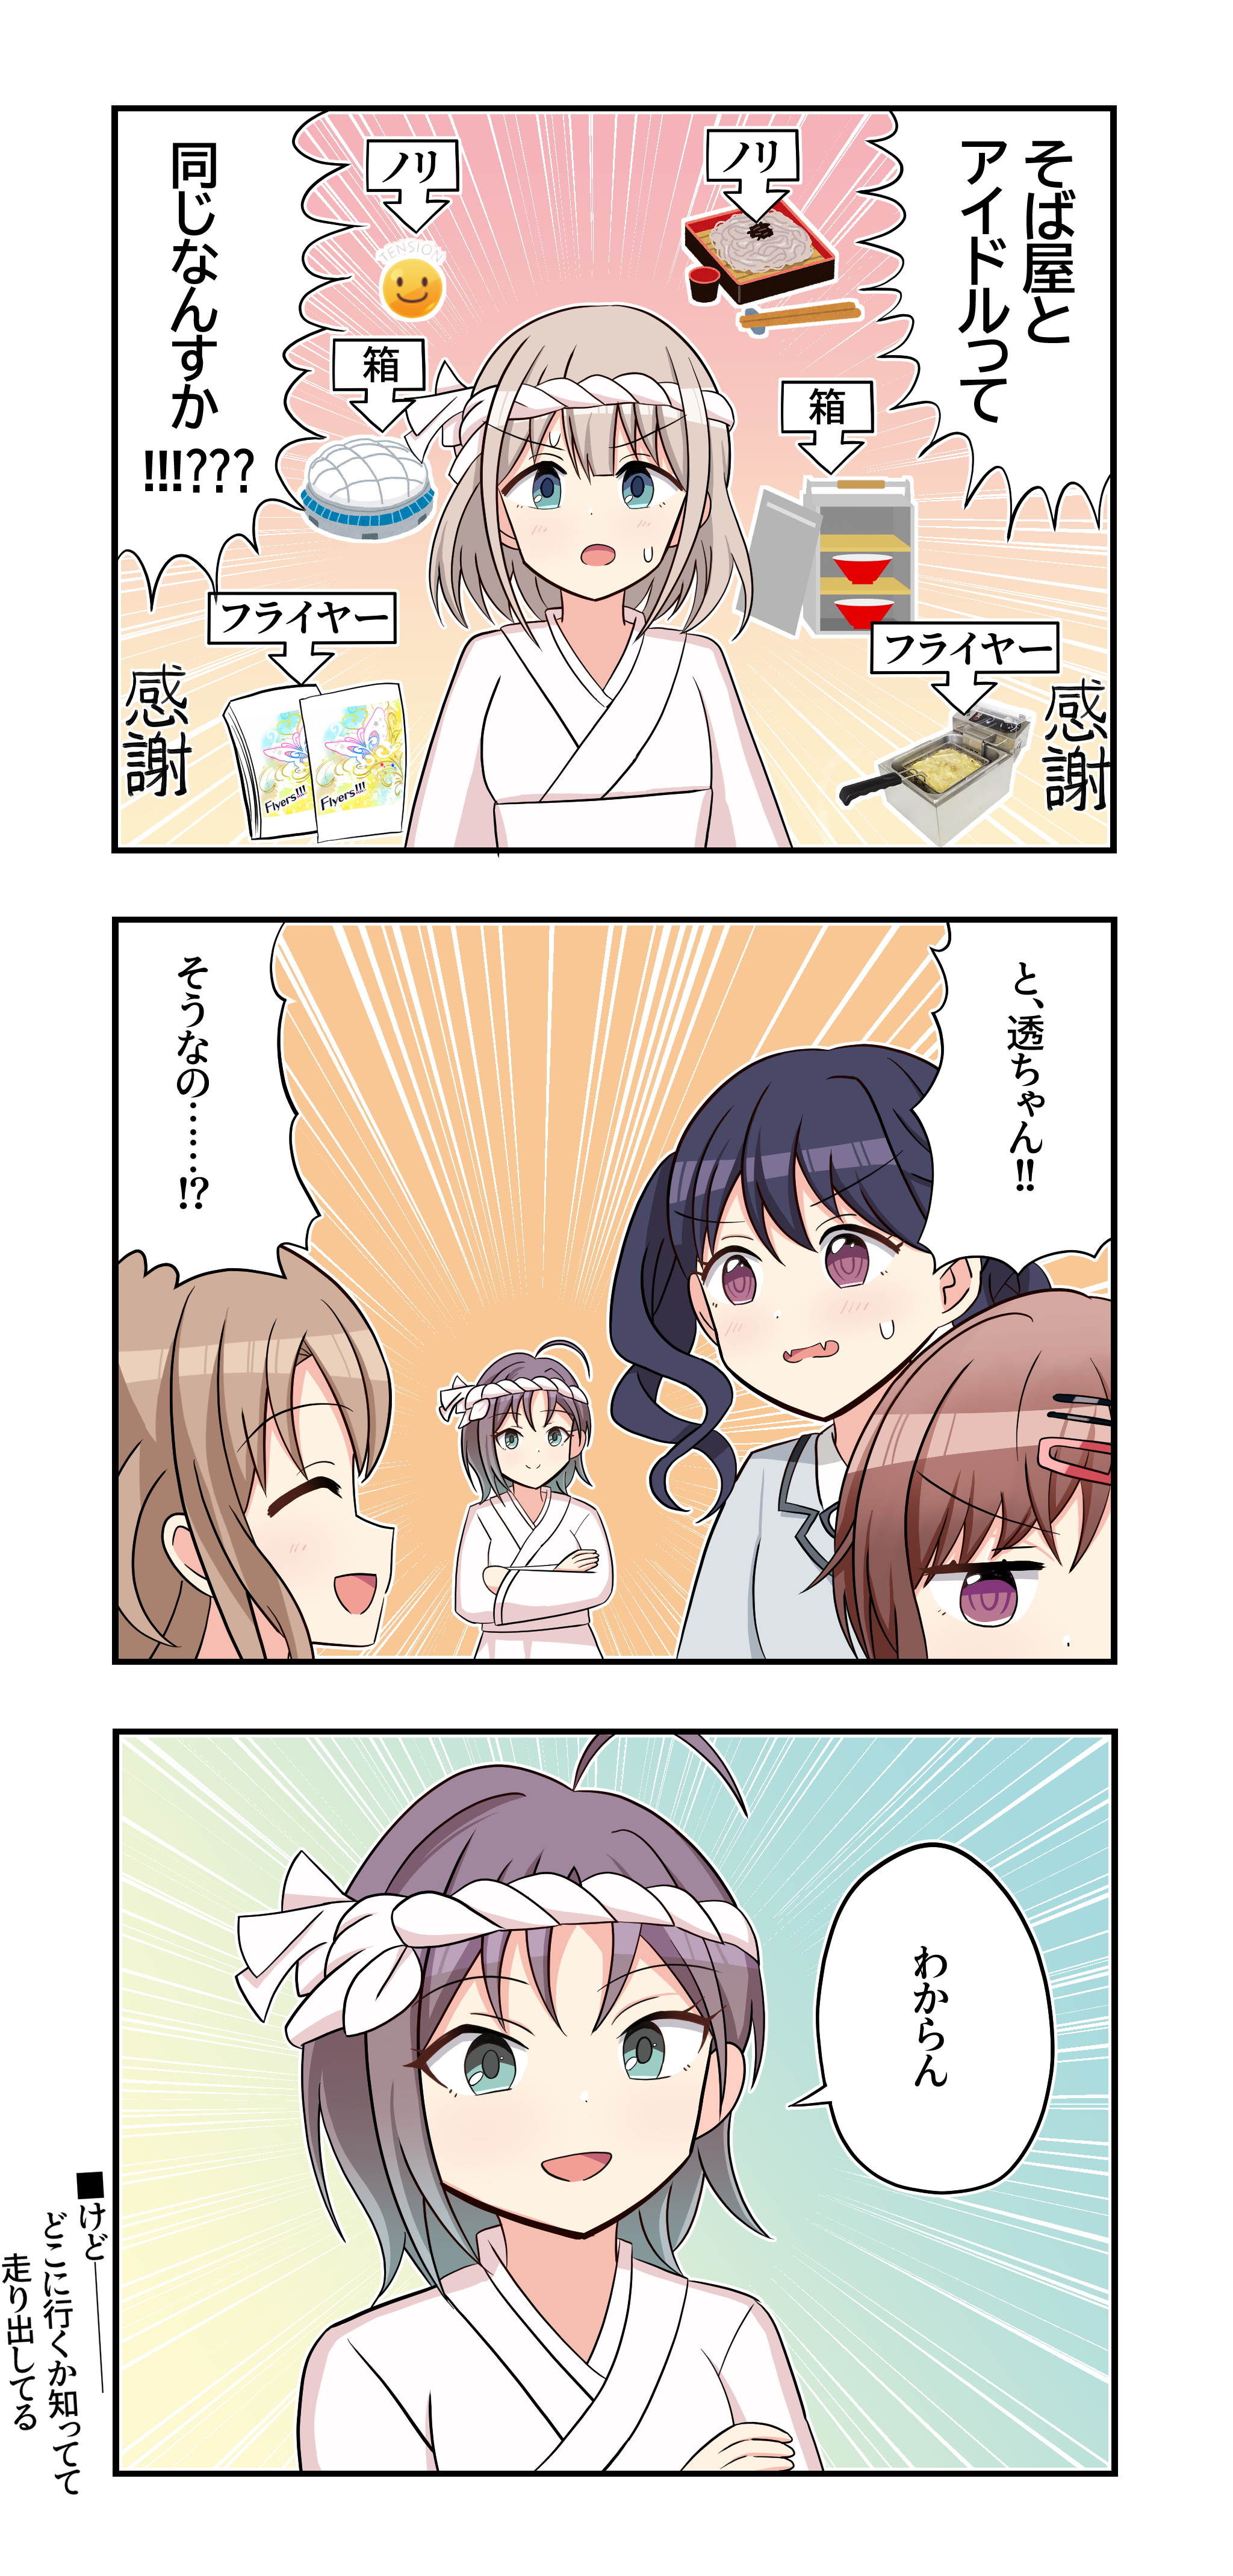 そば屋と
アイドルって
ノリ
箱
フライヤー
感謝
ノリ
TENSION
箱
フライヤー
Flyers!!!
Flyers!!!
感謝
同じなんすか
!!!???
と、透ちゃん!!
そうなの……!?
わからん
■けど――
どこに行くか知ってて
走り出してる